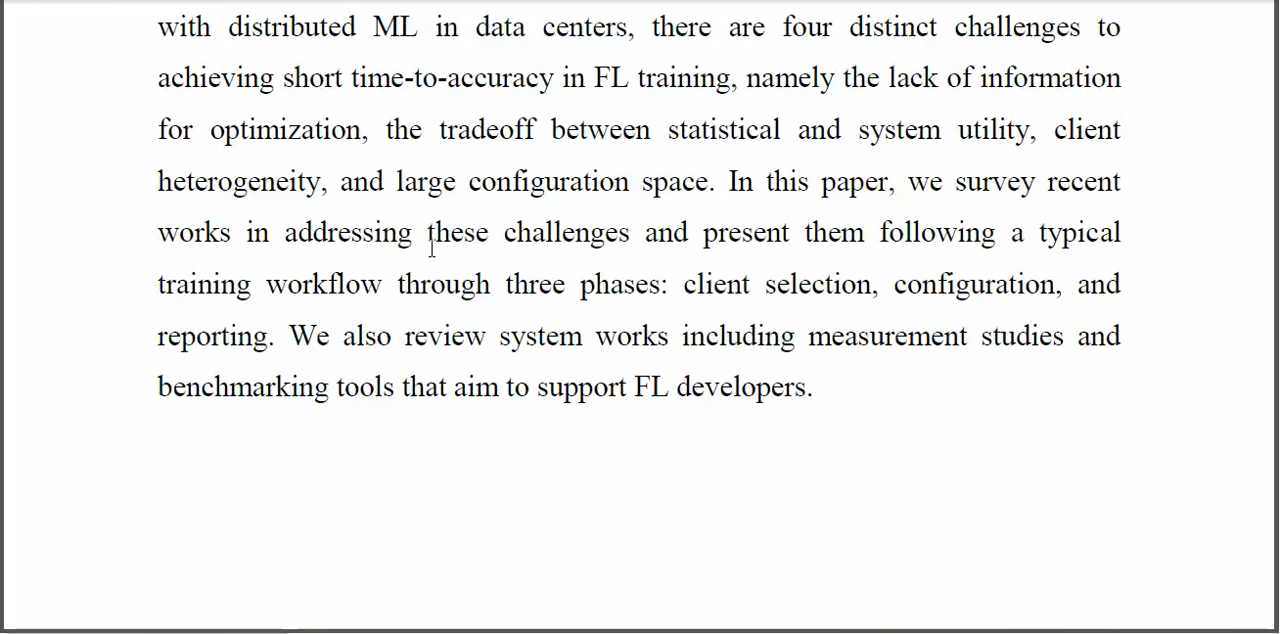 with distributed ML in data centers, there are four distinct challenges to
achieving short time-to-accuracy in FL training, namely the lack of information
for optimization, the tradeoff between statistical and system utility, client
heterogeneity, and large configuration space. In this paper, we survey recent
works in addressing these challenges and present them following a typical
training workflow through three phases: client selection, configuration, and
reporting. We also review system works including measurement studies and
benchmarking tools that aim to support FL developers.